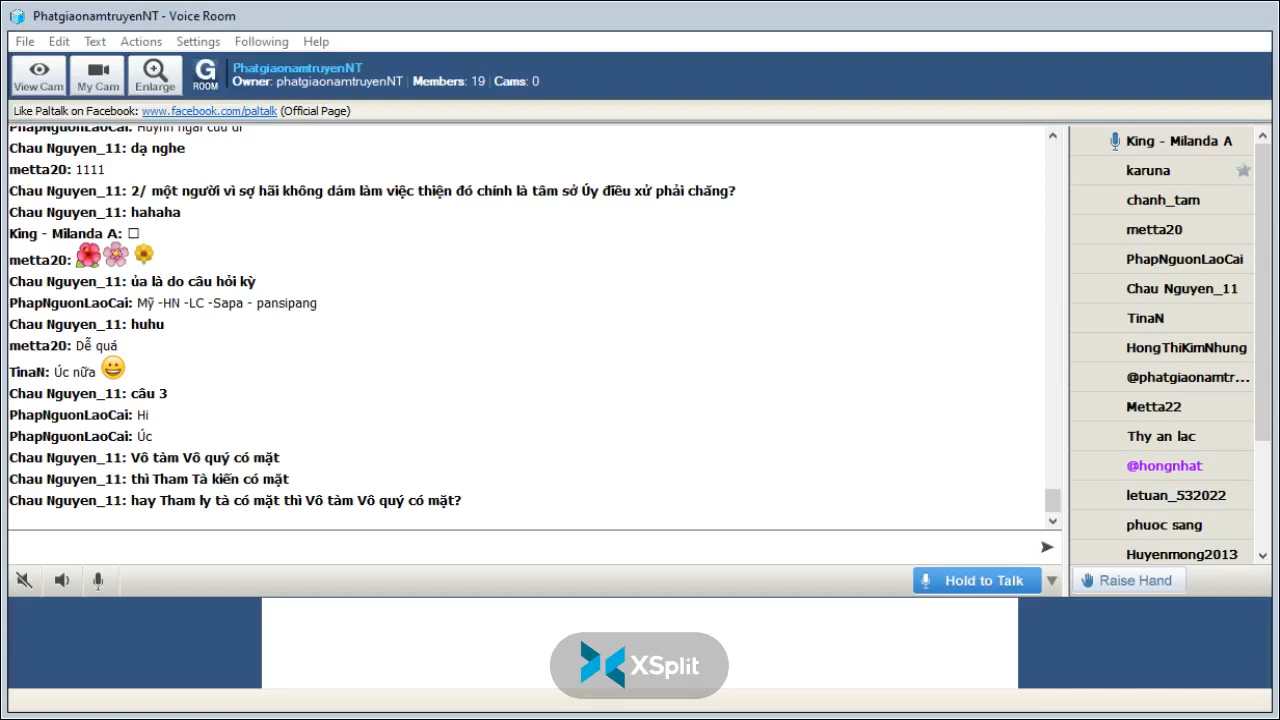 PhatgiaonamtruyenNT - Voice Room
File Edit Text Actions Settings Following Help
View Cam My Cam Enlarge G ROOM
PhatgiaonamtruyenNT
Owner: phatgiaonamtruyenNT Members: 19 Cams: 0
Like Paltalk on Facebook: www.facebook.com/paltalk (Official Page)
PhapNguonLaoCai:
Chau Nguyen_11: dạ nghe
metta20: 1111
Chau Nguyen_11: 2/ một người vì sợ hãi không dám làm việc thiện đó chính là tâm sở Úy điều xử phải chăng?
Chau Nguyen_11: hahaha
King - Milanda A: □
metta20:
Chau Nguyen_11: ủa là do câu hỏi kỳ
PhapNguonLaoCai: Mỹ -HN -LC -Sapa - pansipang
Chau Nguyen_11: huhu
metta20: Dễ quá
TinaN: Úc nữa
Chau Nguyen_11: câu 3
PhapNguonLaoCai: Hi
PhapNguonLaoCai: Úc
Chau Nguyen_11: Vô tàm Vô quý có mặt
Chau Nguyen_11: thì Tham Tà kiến có mặt
Chau Nguyen_11: hay Tham ly tà có mặt thì Vô tàm Vô quý có mặt?
King - Milanda A
karuna
chanh_tam
metta20
PhapNguonLaoCai
Chau Nguyen_11
TinaN
HongThiKimNhung
@phatgiaonamtr...
Metta22
Thy an lac
@hongnhat
letuan_532022
phuoc sang
Huyenmong2013
Hold to Talk
Raise Hand
XSplit